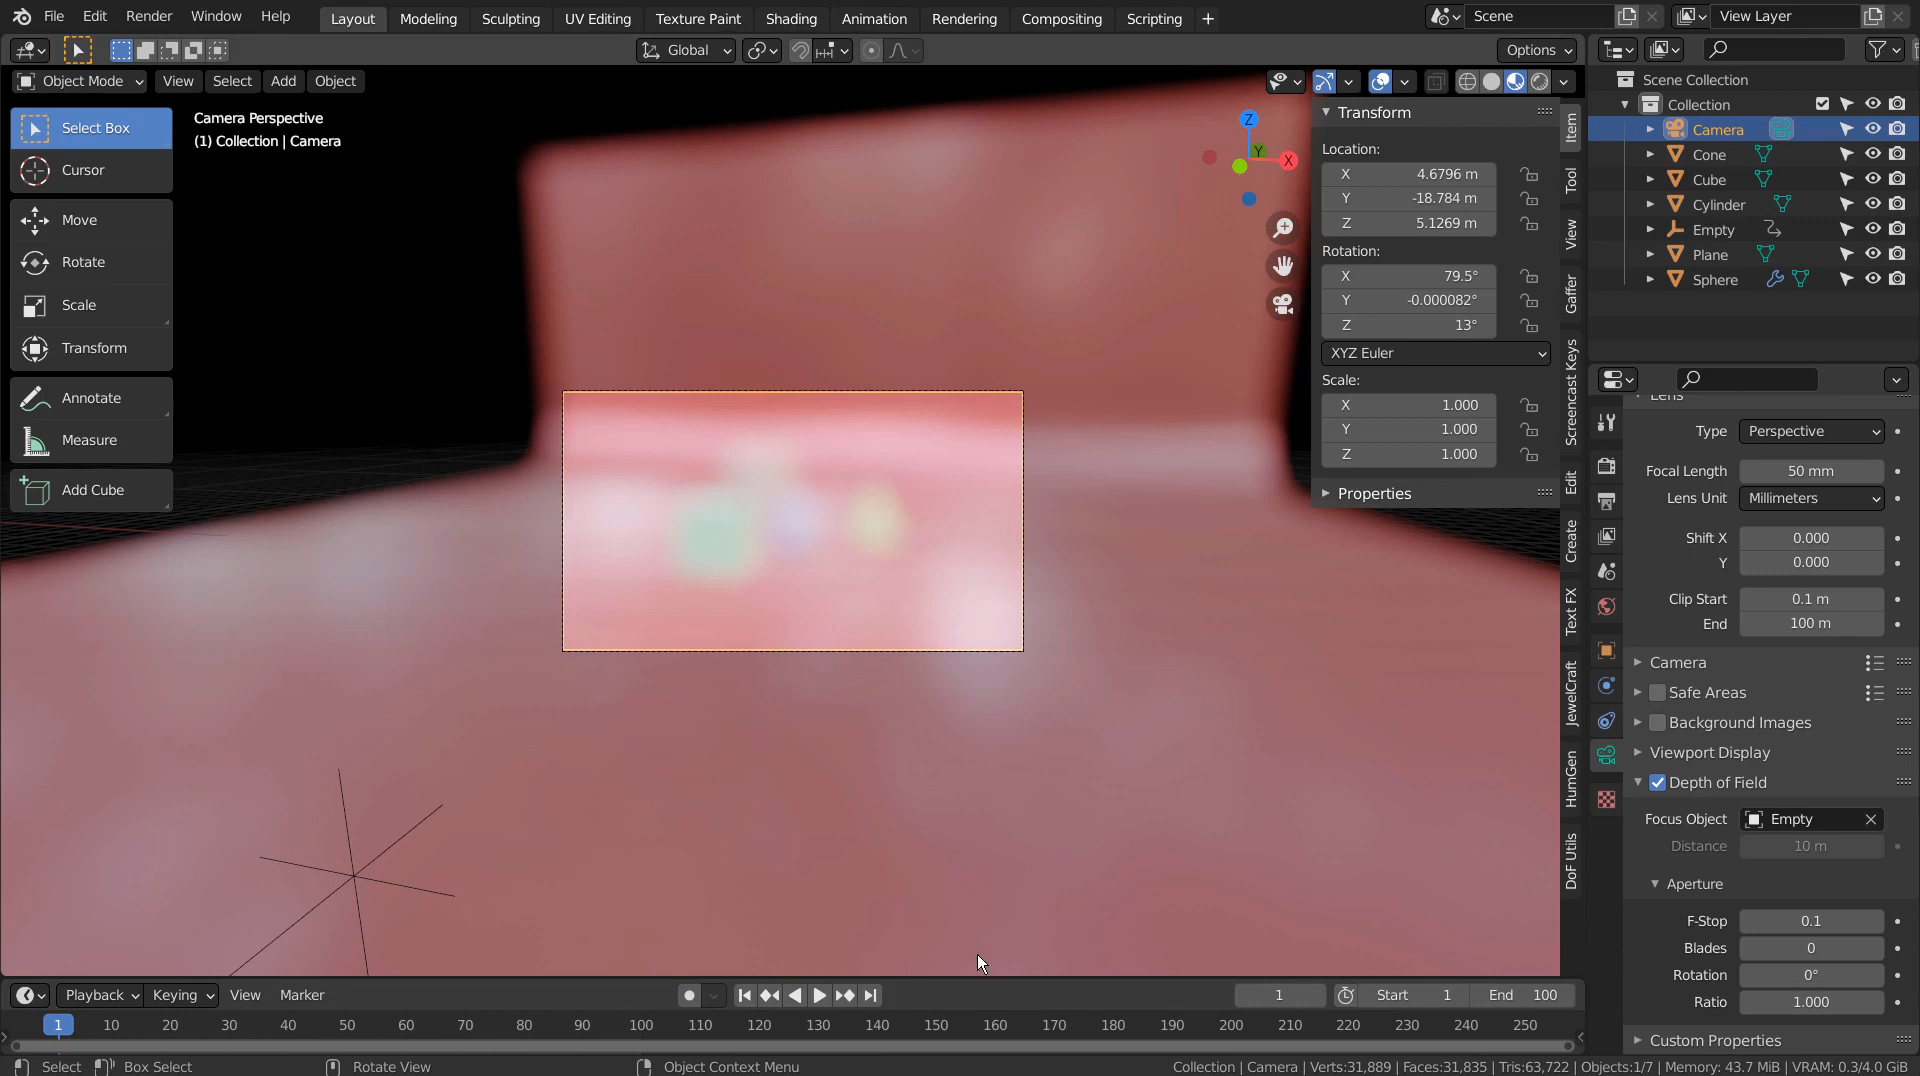 File Edit Render Window Help Layout Modeling Sculpting UV Editing Texture Paint Shading Animation Rendering Compositing Scripting + Scene View Layer
Global Options
Object Mode View Select Add Object
Select Box
Cursor
Move
Rotate
Scale
Transform
Annotate
Measure
Add Cube
Camera Perspective
(1) Collection | Camera
Z
Y
X
Transform
Location:
X 4.6796 m
Y -18.784 m
Z 5.1269 m
Rotation:
X 79.5°
Y -0.000082°
Z 13°
XYZ Euler
Scale:
X 1.000
Y 1.000
Z 1.000
Properties
Item
Tool
View
Gaffer
Screencast Keys
Edit
Create
Text FX
JewelCraft
HumGen
DoF Utils
Scene Collection
Collection
Camera
Cone
Cube
Cylinder
Empty
Plane
Sphere
Lens
Type Perspective
Focal Length 50 mm
Lens Unit Millimeters
Shift X 0.000
Y 0.000
Clip Start 0.1 m
End 100 m
Camera
Safe Areas
Background Images
Viewport Display
Depth of Field
Focus Object Empty
Distance 10 m
Aperture
F-Stop 0.1
Blades 0
Rotation 0°
Ratio 1.000
Custom Properties
Playback Keying View Marker 1 Start 1 End 100
1 10 20 30 40 50 60 70 80 90 100 110 120 130 140 150 160 170 180 190 200 210 220 230 240 250
Select Box Select Rotate View Object Context Menu Collection | Camera | Verts:31,889 | Faces:31,835 | Tris:63,722 | Objects:1/7 | Memory: 43.7 MiB | VRAM: 0.3/4.0 GiB